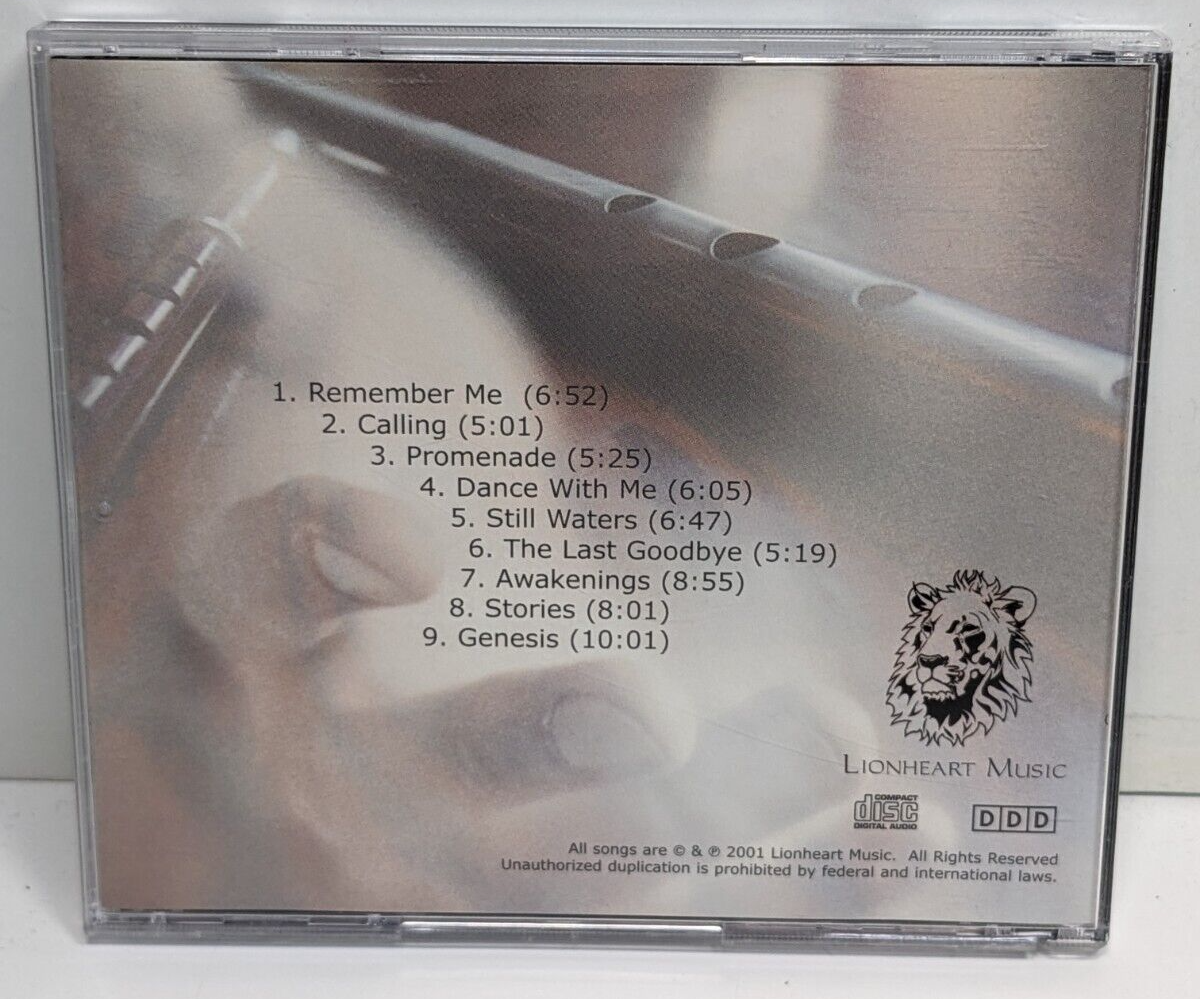 1. Remember Me (6:52)
2. Calling (5:01)
3. Promenade (5:25)
4. Dance With Me (6:05)
5. Still Waters (6:47)
6. The Last Goodbye (5:19)
7. Awakenings (8:55)
8. Stories (8:01)
9. Genesis (10:01)
LIONHEART MUSIC
COMPACT
disc
DIGITAL AUDIO
DDD
All songs are © & ℗ 2001 Lionheart Music. All Rights Reserved
Unauthorized duplication is prohibited by federal and international laws.